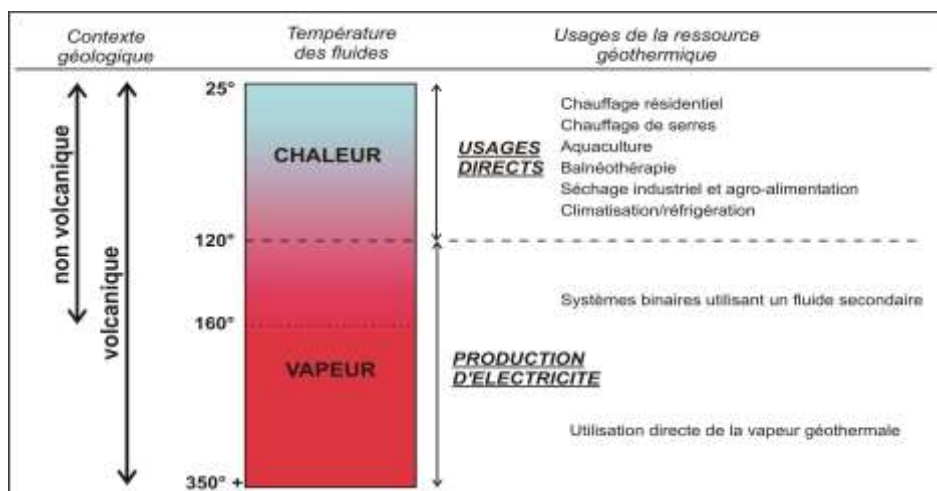 Contexte
géologique
Température
des fluides
Usages de la ressource
géothermique
non volcanique
volcanique
25°
120°
160°
350° +
CHALEUR
VAPEUR
USAGES
DIRECTS
Chauffage résidentiel
Chauffage de serres
Aquaculture
Balnéothérapie
Séchage industriel et agro-alimentation
Climatisation/réfrigération
PRODUCTION
D'ELECTRICITE
Systèmes binaires utilisant un fluide secondaire
Utilisation directe de la vapeur géothermale